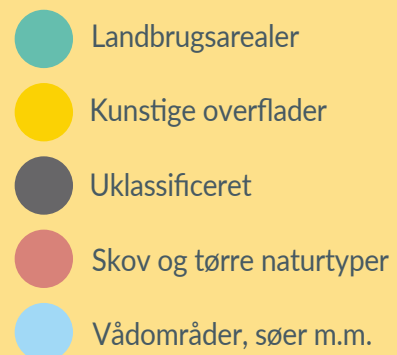 Landbrugsarealer
Kunstige overflader
Uklassificeret
Skov og tørre naturtyper
Vådområder, søer m.m.